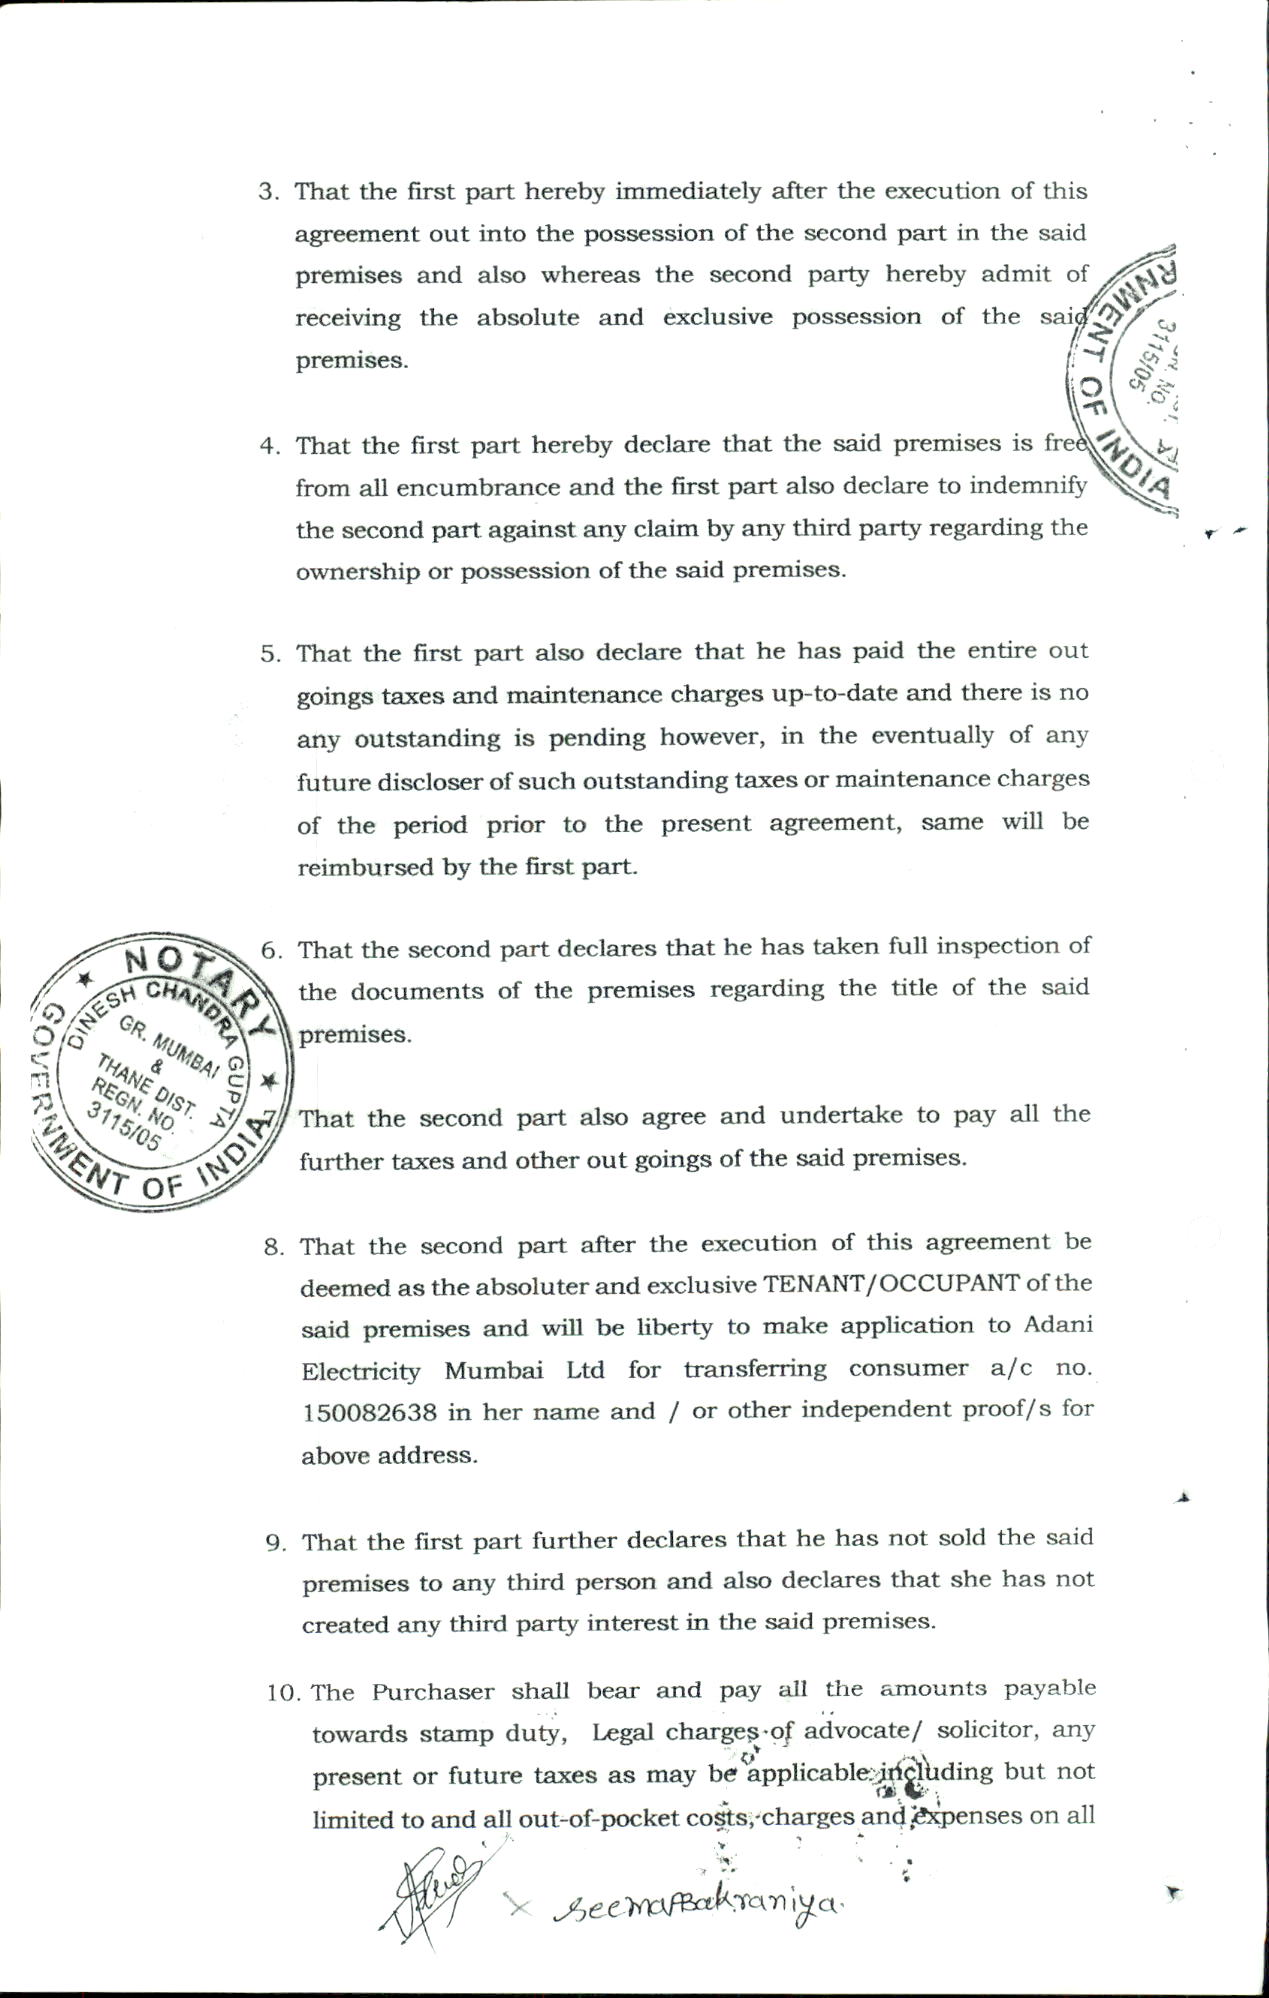 3. That the first part hereby immediately after the execution of this
agreement out into the possession of the second part in the said
premises and also whereas the second party hereby admit of
receiving the absolute and exclusive possession of the said
premises.
RNMENT OF INDIA
REGN. NO.
3115/05
4. That the first part hereby declare that the said premises is free
from all encumbrance and the first part also declare to indemnify
the second part against any claim by any third party regarding the
ownership or possession of the said premises.
5. That the first part also declare that he has paid the entire out
goings taxes and maintenance charges up-to-date and there is no
any outstanding is pending however, in the eventually of any
future discloser of such outstanding taxes or maintenance charges
of the period prior to the present agreement, same will be
reimbursed by the first part.
6. That the second part declares that he has taken full inspection of
the documents of the premises regarding the title of the said
premises.
NOTARY
GOVERNMENT OF INDIA
DINESH CHANDRA GUPTA
GR. MUMBAI
&
THANE DIST.
REGN. NO.
3115/05
7. That the second part also agree and undertake to pay all the
further taxes and other out goings of the said premises.
8. That the second part after the execution of this agreement be
deemed as the absoluter and exclusive TENANT/OCCUPANT of the
said premises and will be liberty to make application to Adani
Electricity Mumbai Ltd for transferring consumer a/c no.
150082638 in her name and / or other independent proof/s for
above address.
9. That the first part further declares that he has not sold the said
premises to any third person and also declares that she has not
created any third party interest in the said premises.
10. The Purchaser shall bear and pay all the amounts payable
towards stamp duty, Legal charges of advocate/ solicitor, any
present or future taxes as may be applicable including but not
limited to and all out-of-pocket costs, charges and expenses on all
x SeemaBakraniya.